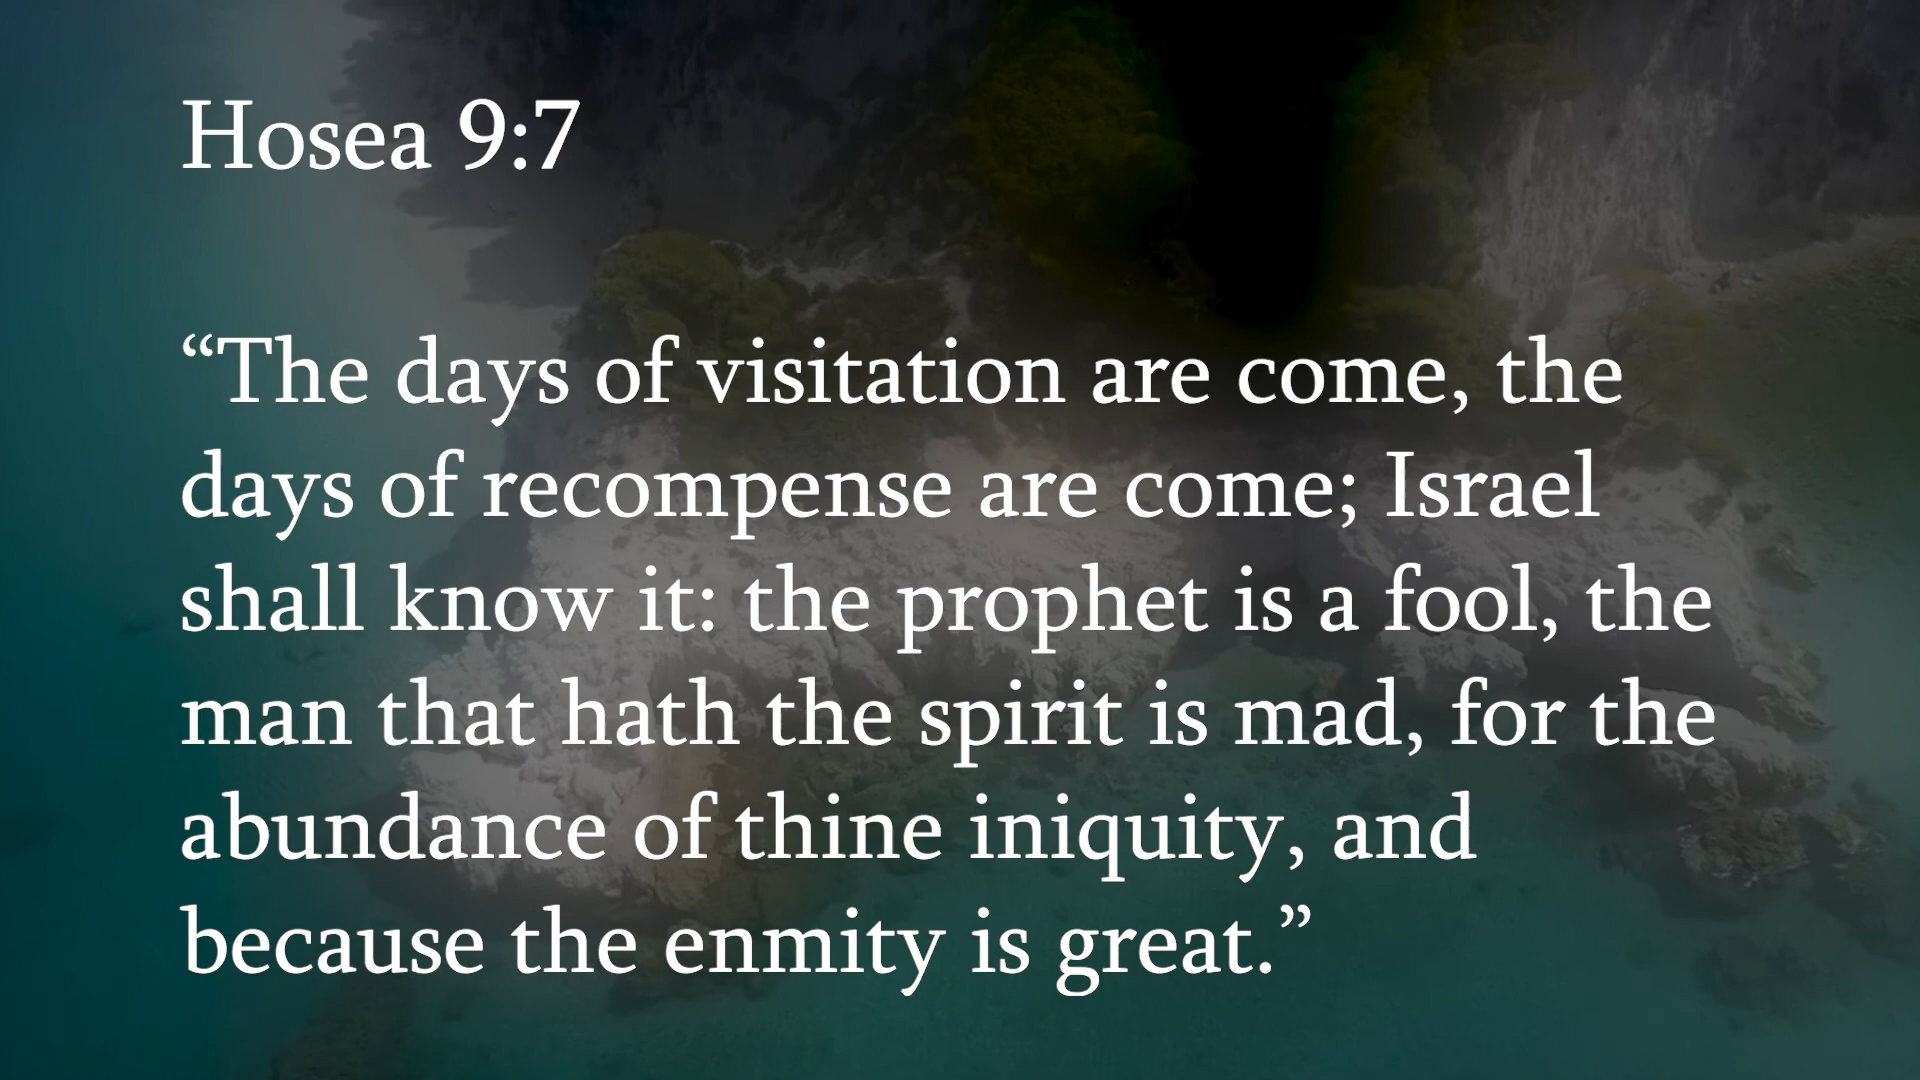 Hosea 9:7
“The days of visitation are come, the
days of recompense are come; Israel
shall know it: the prophet is a fool, the
man that hath the spirit is mad, for the
abundance of thine iniquity, and
because the enmity is great.”